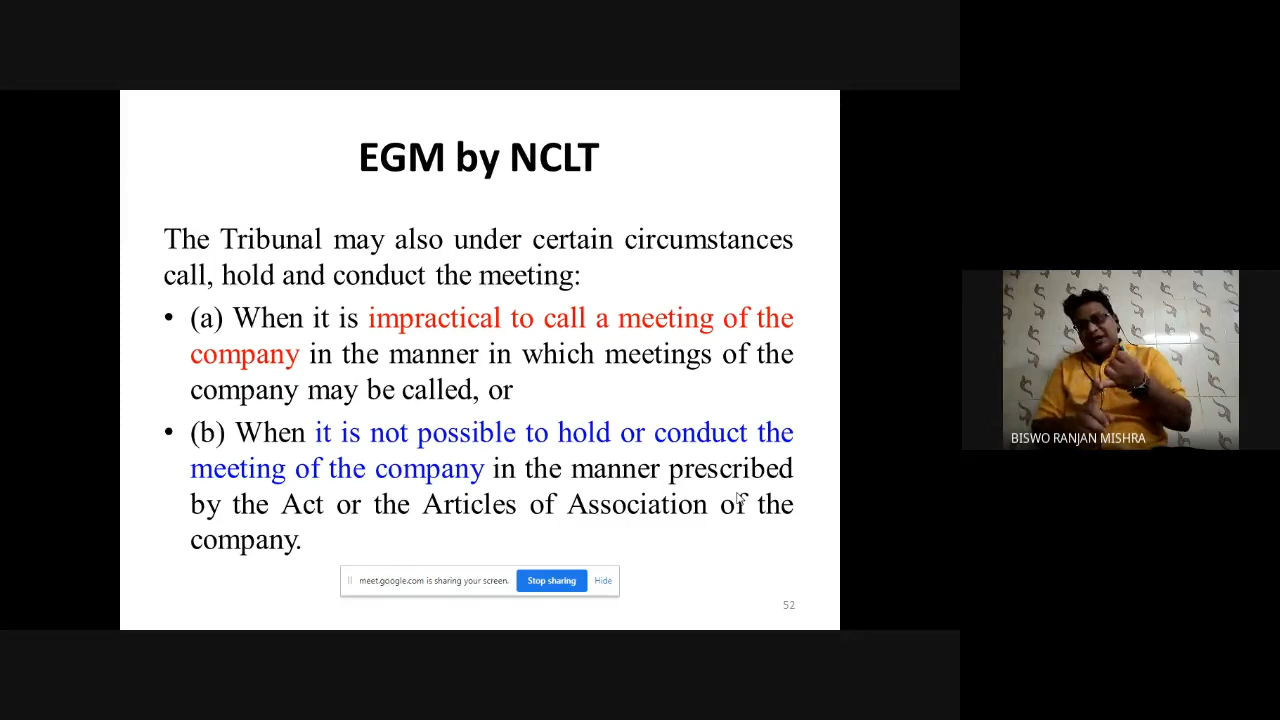 EGM by NCLT
The Tribunal may also under certain circumstances
call, hold and conduct the meeting:
• (a) When it is impractical to call a meeting of the
company in the manner in which meetings of the
company may be called, or
• (b) When it is not possible to hold or conduct the
meeting of the company in the manner prescribed
by the Act or the Articles of Association of the
company.
meet.google.com is sharing your screen. Stop sharing Hide
52
BISWO RANJAN MISHRA